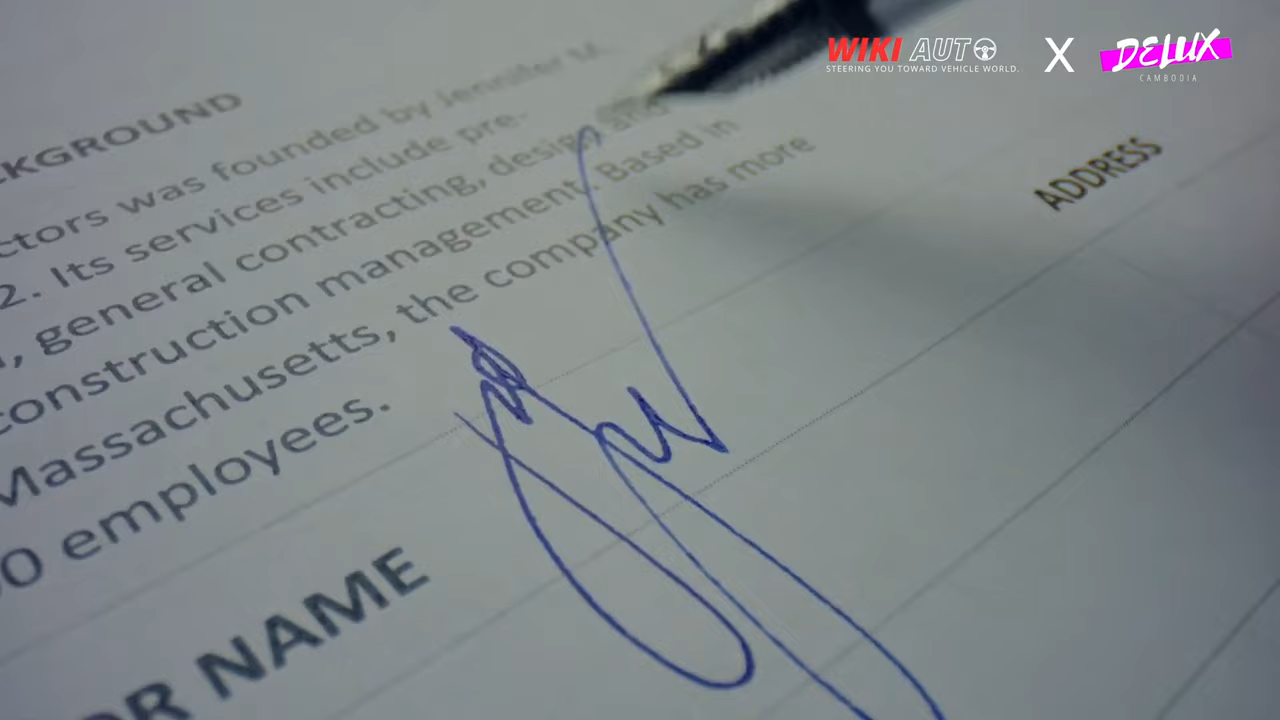 WIKI AUTO
STEERING YOU TOWARD VEHICLE WORLD.
X
DELUX
CAMBODIA
KGROUND
ctors was founded by Jennifer M.
2. Its services include pre-
, general contracting, design and
construction management. Based in
Massachusetts, the company has more
0 employees.
ADDRESS
OR NAME